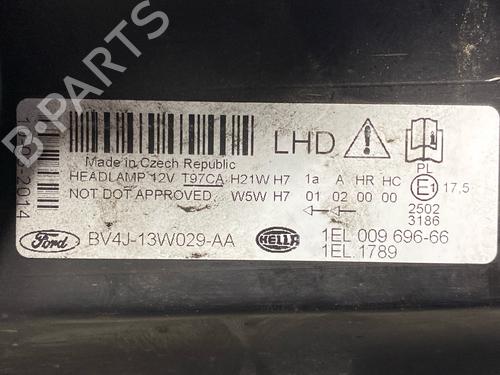 B-PARTS
LHD
Made in Czech Republic
PL
HEADLAMP 12V T97CA H21W H7 1a A HR HC E1 17.5
NOT DOT APPROVED. W5W H7 01 02 00 00
2502
3186
Ford BV4J-13W029-AA HELLA 1EL 009 696-66
1EL 1789
2014